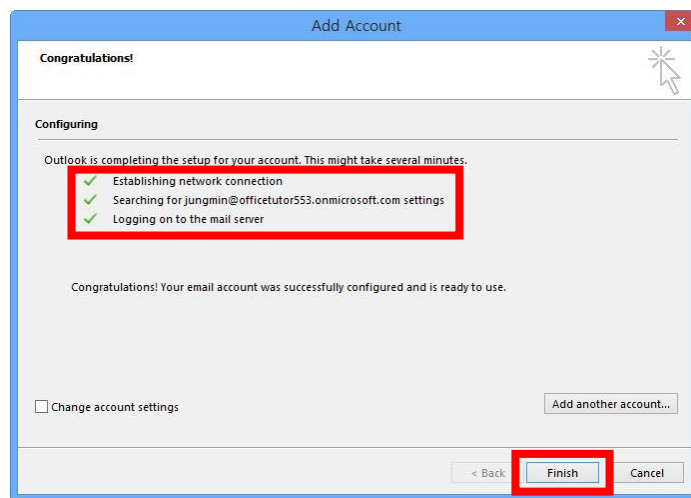 Add Account
Congratulations!
Configuring
Outlook is completing the setup for your account. This might take several minutes.
Establishing network connection
Searching for jungmin@officetutor553.onmicrosoft.com settings
Logging on to the mail server
Congratulations! Your email account was successfully configured and is ready to use.
Change account settings
Add another account...
< Back
Finish
Cancel